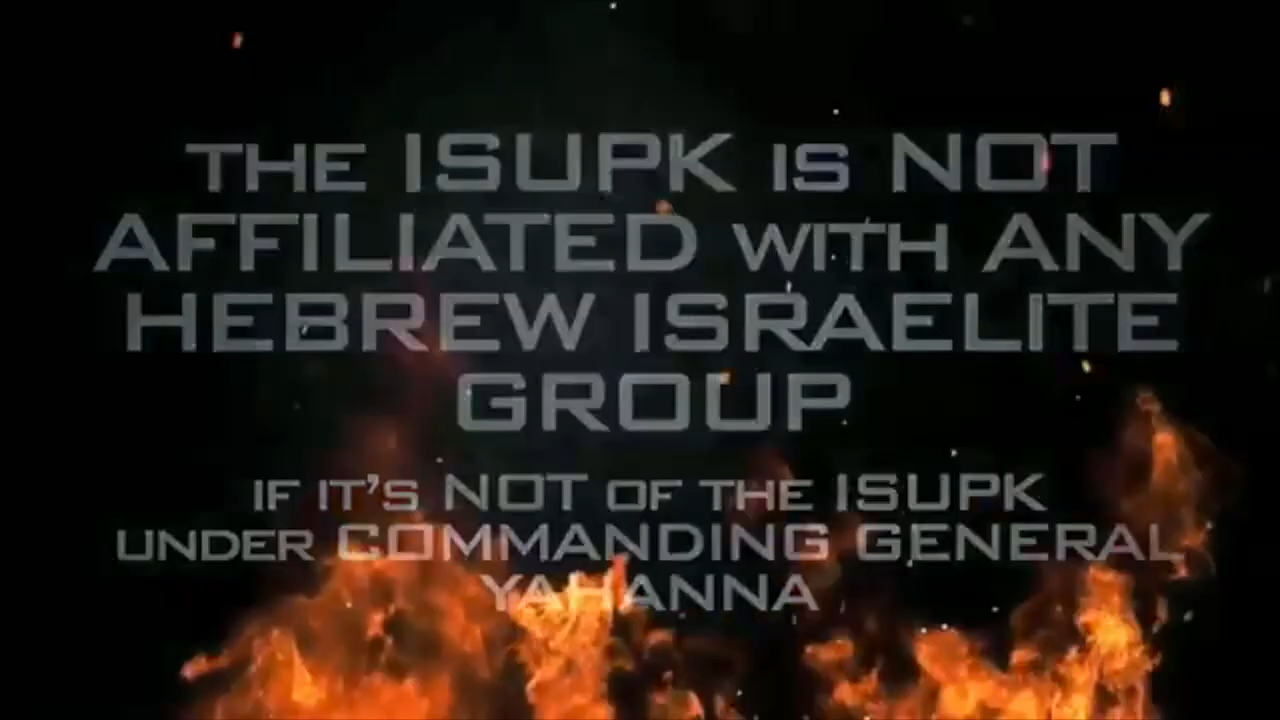 THE ISUPK IS NOT
AFFILIATED WITH ANY
HEBREW ISRAELITE
GROUP
IF IT'S NOT OF THE ISUPK
UNDER COMMANDING GENERAL
YAHANNA